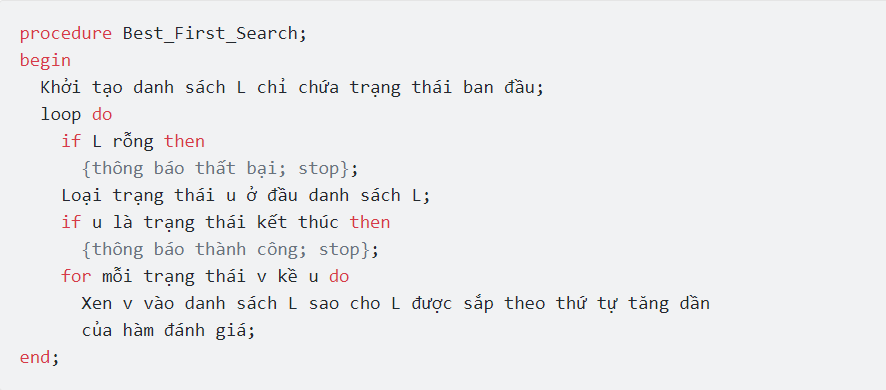 procedure Best_First_Search;
begin
Khởi tạo danh sách L chỉ chứa trạng thái ban đầu;
loop do
if L rỗng then
{thông báo thất bại; stop};
Loại trạng thái u ở đầu danh sách L;
if u là trạng thái kết thúc then
{thông báo thành công; stop};
for mỗi trạng thái v kề u do
Xen v vào danh sách L sao cho L được sắp theo thứ tự tăng dần
của hàm đánh giá;
end;